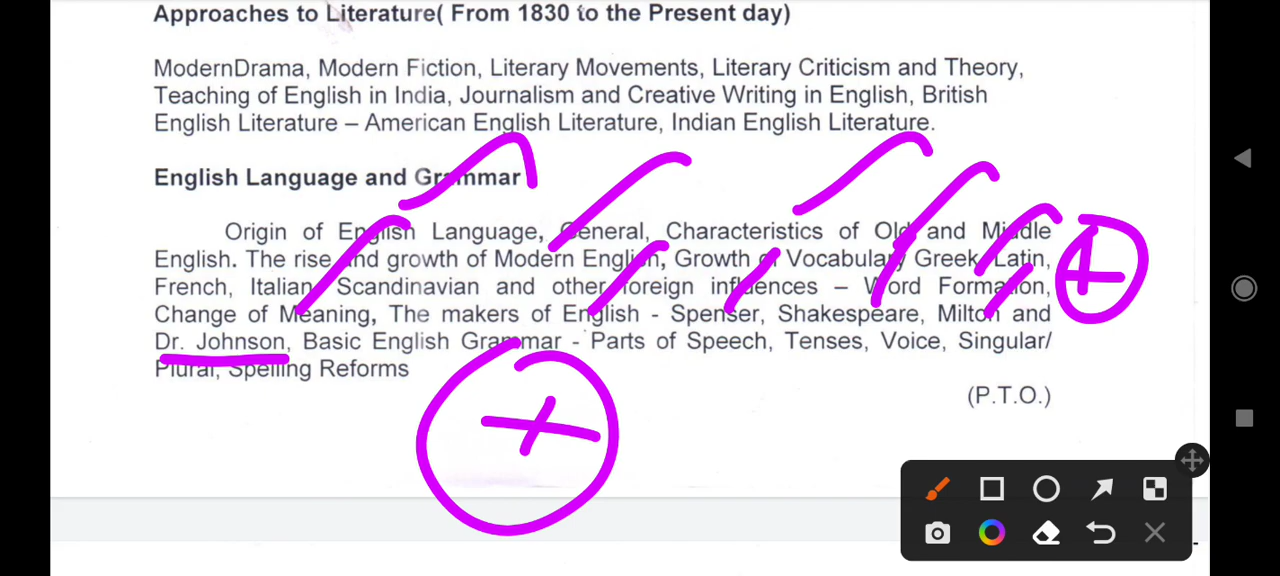 Approaches to Literature( From 1830 to the Present day)
ModernDrama, Modern Fiction, Literary Movements, Literary Criticism and Theory,
Teaching of English in India, Journalism and Creative Writing in English, British
English Literature – American English Literature, Indian English Literature.
English Language and Grammar
Origin of English Language, General, Characteristics of Old and Middle
English. The rise and growth of Modern English, Growth of Vocabulary Greek, Latin,
French, Italian, Scandinavian and other foreign influences – Word Formation,
Change of Meaning, The makers of English - Spenser, Shakespeare, Milton and
Dr. Johnson, Basic English Grammar - Parts of Speech, Tenses, Voice, Singular/
Plural, Spelling Reforms
(P.T.O.)